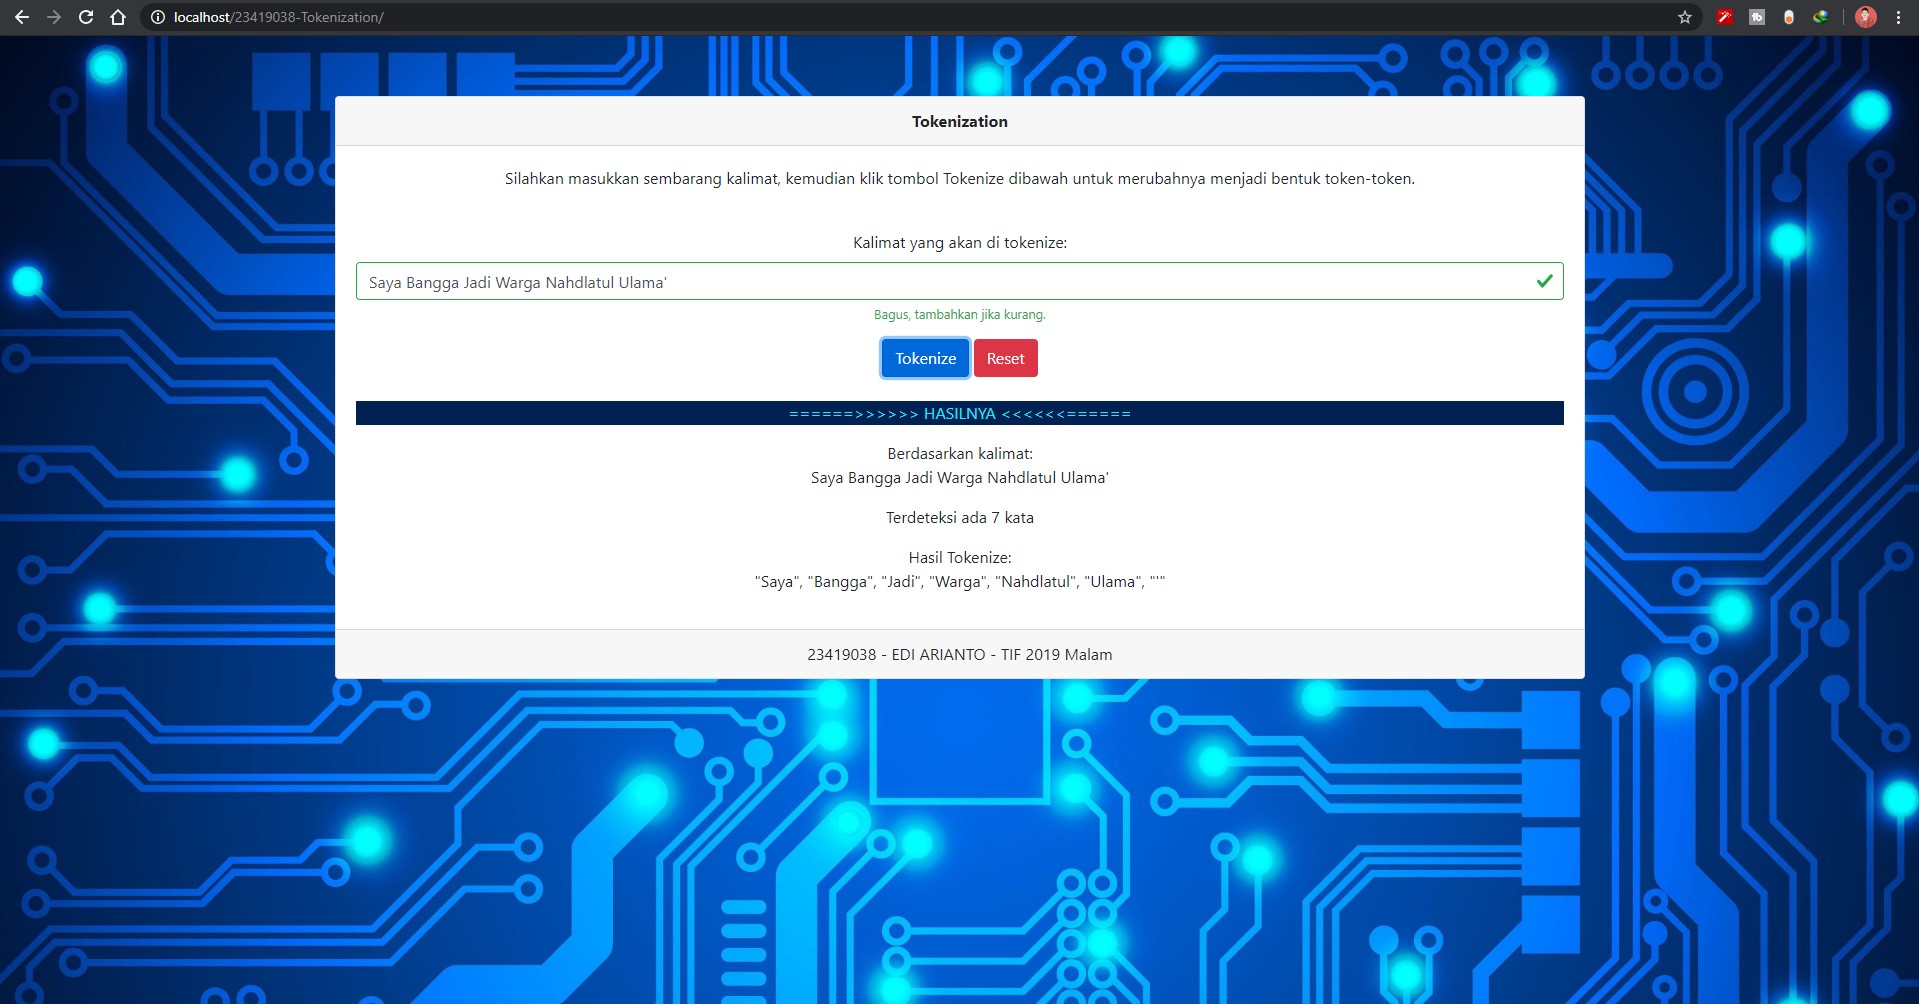 localhost/23419038-Tokenization/
Tokenization
Silahkan masukkan sembarang kalimat, kemudian klik tombol Tokenize dibawah untuk merubahnya menjadi bentuk token-token.
Kalimat yang akan di tokenize:
Saya Bangga Jadi Warga Nahdlatul Ulama'
Bagus, tambahkan jika kurang.
Tokenize Reset
======>>>>>> HASILNYA <<<<<<======
Berdasarkan kalimat:
Saya Bangga Jadi Warga Nahdlatul Ulama'
Terdeteksi ada 7 kata
Hasil Tokenize:
"Saya", "Bangga", "Jadi", "Warga", "Nahdlatul", "Ulama", "'"
23419038 - EDI ARIANTO - TIF 2019 Malam